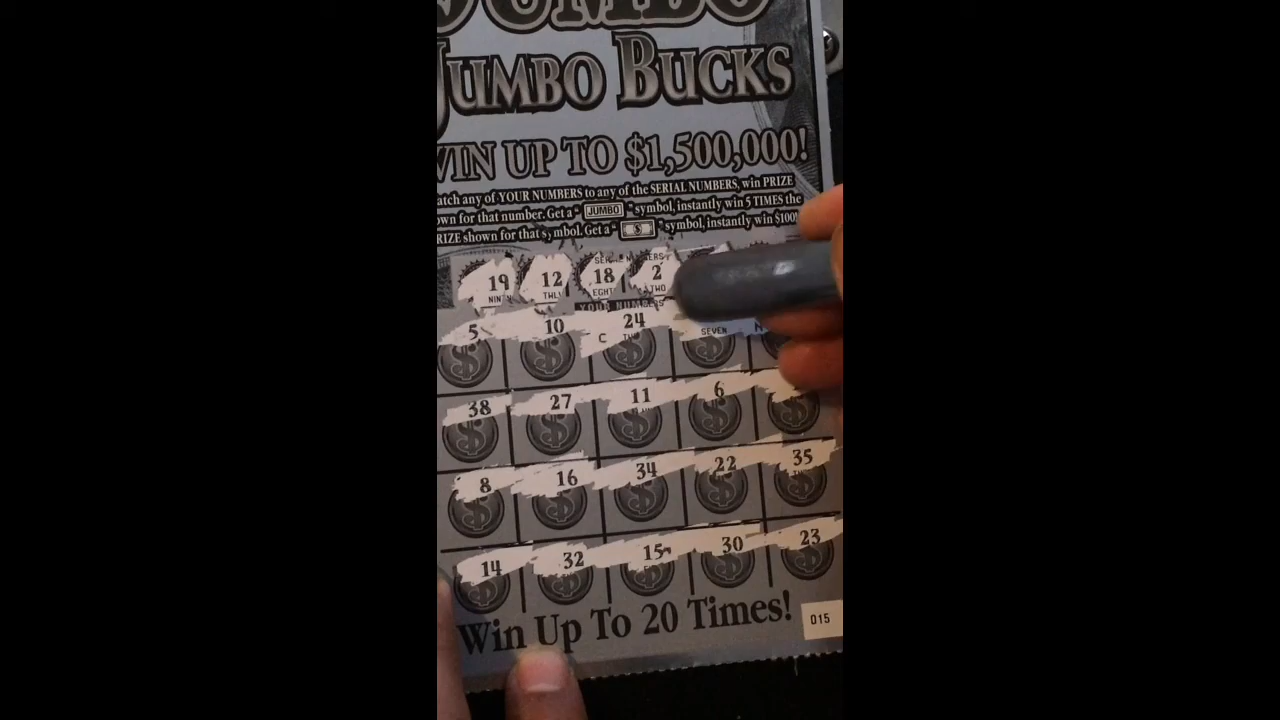 JUMBO
JUMBO BUCKS
WIN UP TO $1,500,000!
atch any of YOUR NUMBERS to any of the SERIAL NUMBERS, win PRIZE
own for that number. Get a "JUMBO" symbol, instantly win 5 TIMES the
RIZE shown for that symbol. Get a "$" symbol, instantly win $100!
19 12 18 2
TWO
YOUR NUMBERS
5 10 24
SEVEN
38 27 11 6
8 16 34 22 35
14 32 15 30 23
Win Up To 20 Times!
015